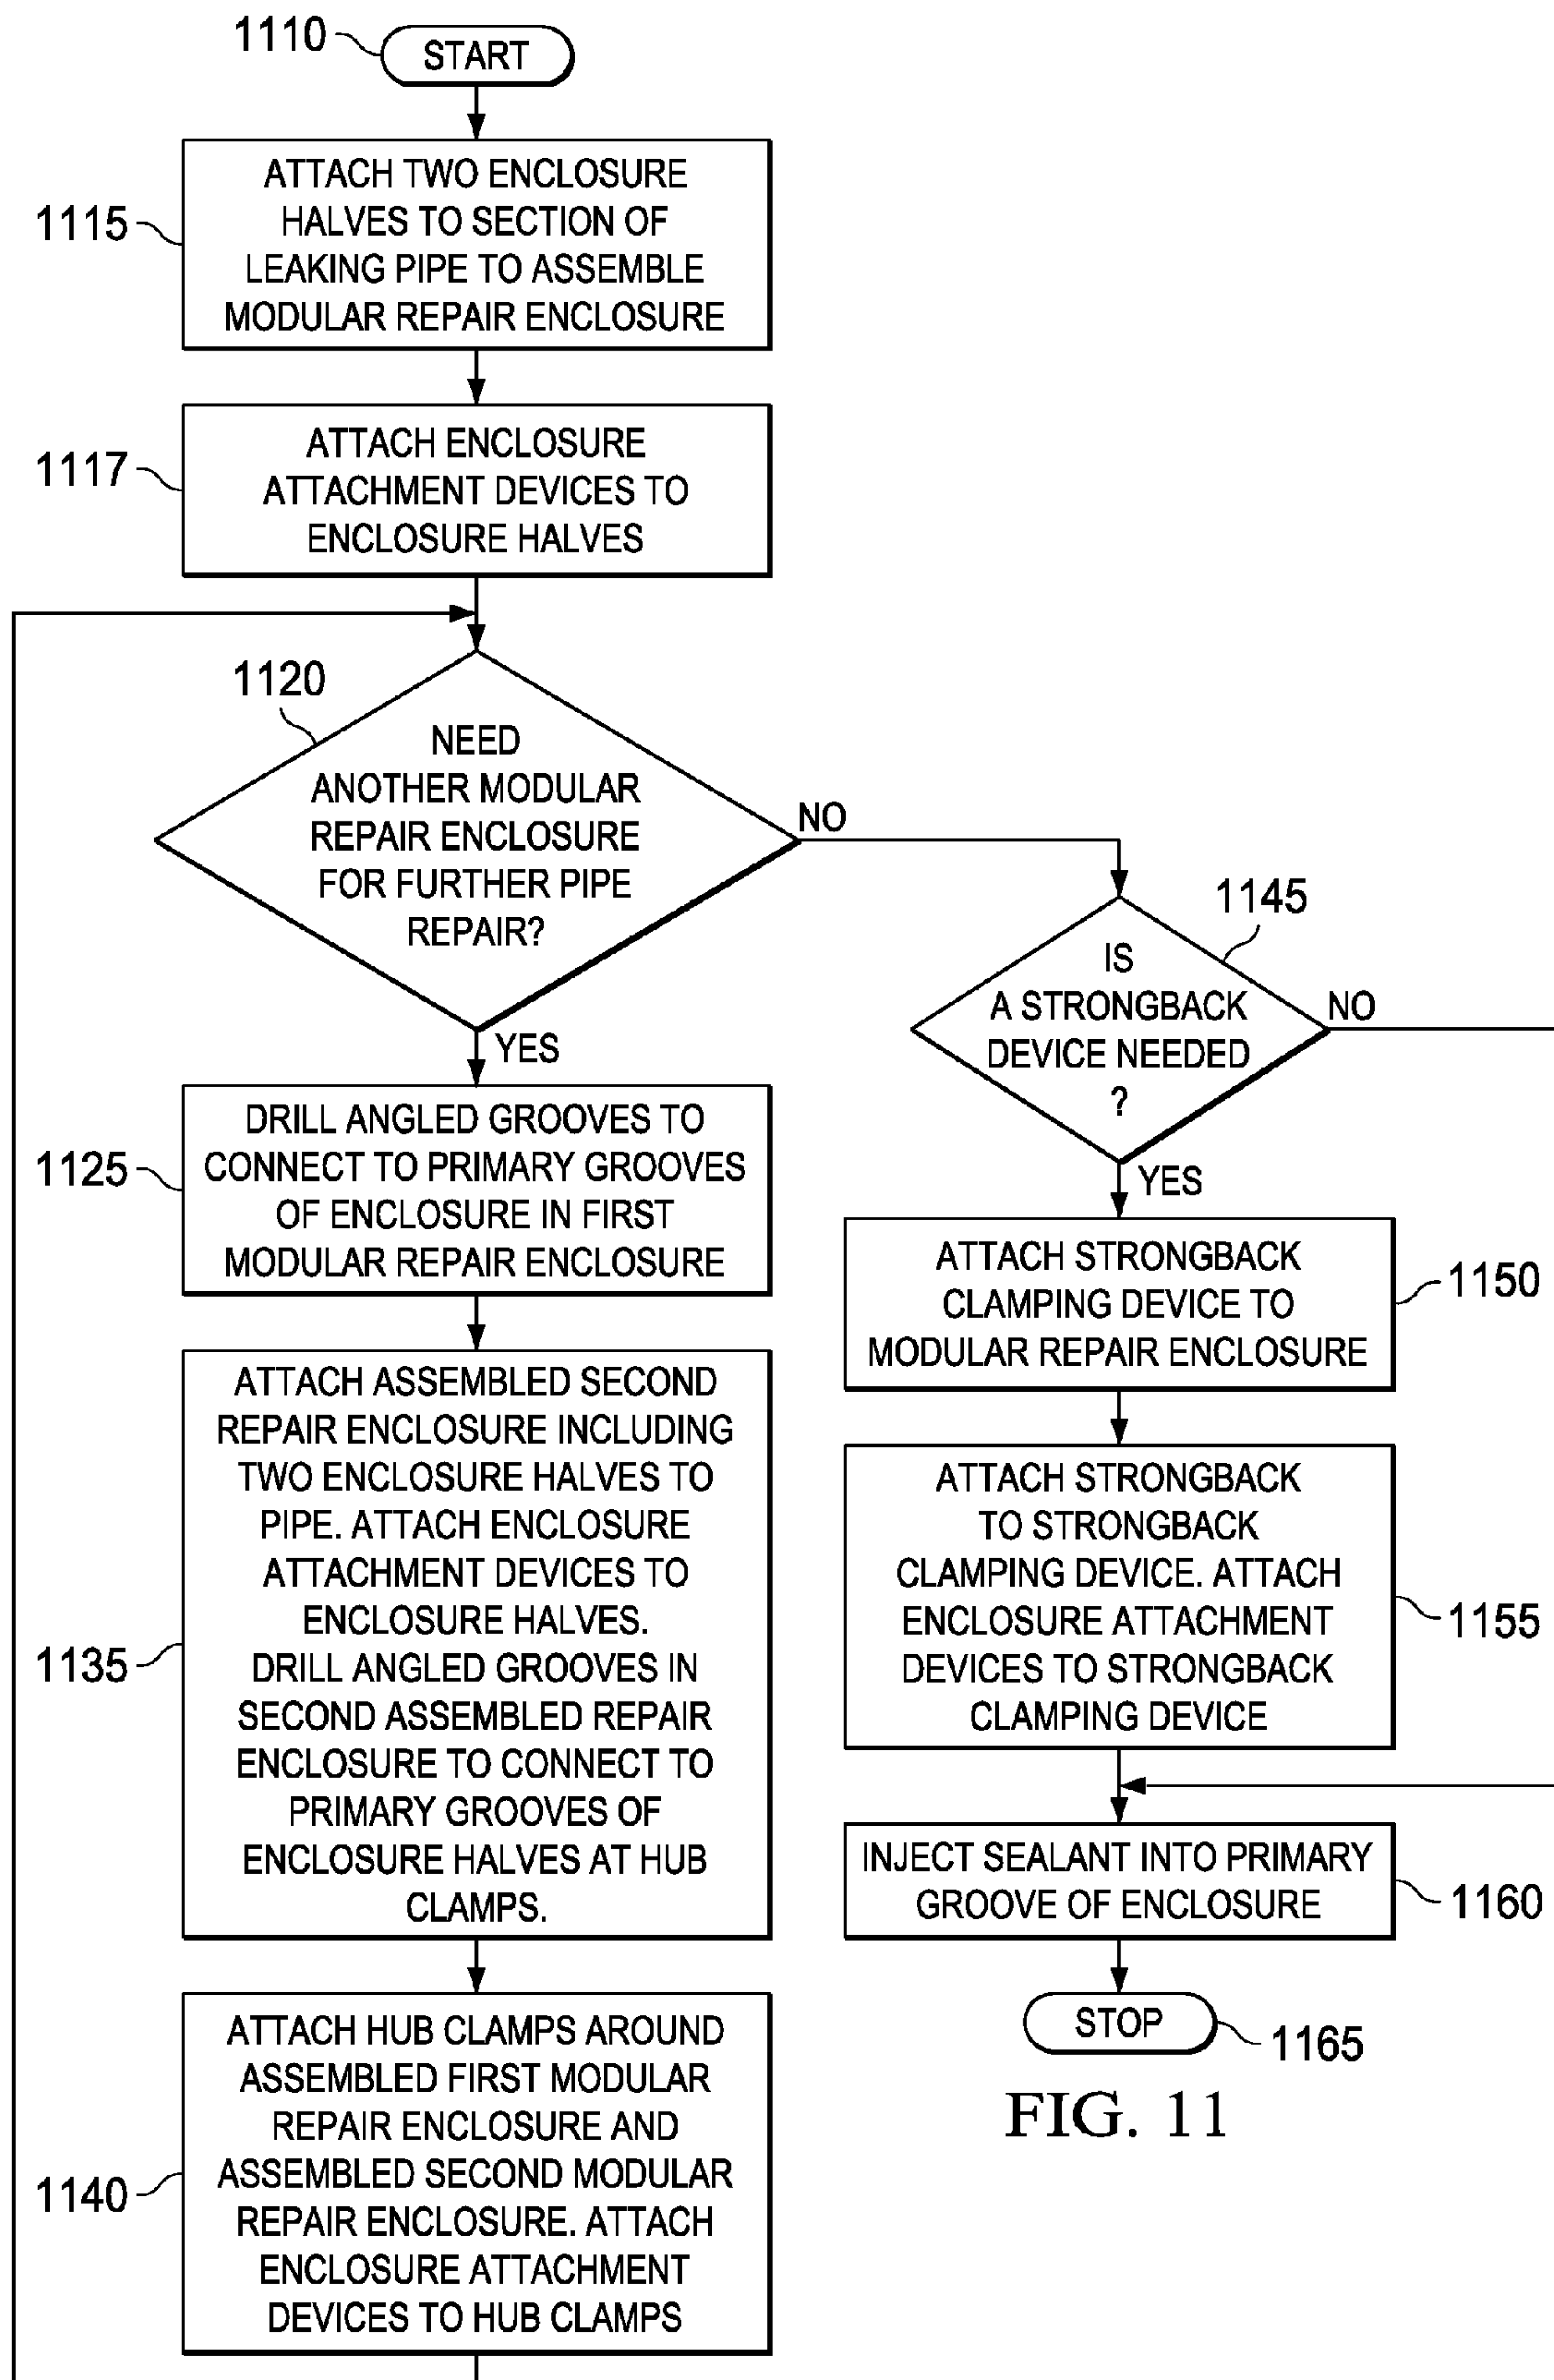 1110
START
1115
ATTACH TWO ENCLOSURE
HALVES TO SECTION OF
LEAKING PIPE TO ASSEMBLE
MODULAR REPAIR ENCLOSURE
1117
ATTACH ENCLOSURE
ATTACHMENT DEVICES TO
ENCLOSURE HALVES
1120
NEED
ANOTHER MODULAR
REPAIR ENCLOSURE
FOR FURTHER PIPE
REPAIR?
NO
YES
1125
DRILL ANGLED GROOVES TO
CONNECT TO PRIMARY GROOVES
OF ENCLOSURE IN FIRST
MODULAR REPAIR ENCLOSURE
1135
ATTACH ASSEMBLED SECOND
REPAIR ENCLOSURE INCLUDING
TWO ENCLOSURE HALVES TO
PIPE. ATTACH ENCLOSURE
ATTACHMENT DEVICES TO
ENCLOSURE HALVES.
DRILL ANGLED GROOVES IN
SECOND ASSEMBLED REPAIR
ENCLOSURE TO CONNECT TO
PRIMARY GROOVES OF
ENCLOSURE HALVES AT HUB
CLAMPS.
1140
ATTACH HUB CLAMPS AROUND
ASSEMBLED FIRST MODULAR
REPAIR ENCLOSURE AND
ASSEMBLED SECOND MODULAR
REPAIR ENCLOSURE. ATTACH
ENCLOSURE ATTACHMENT
DEVICES TO HUB CLAMPS
1145
IS
A STRONGBACK
DEVICE NEEDED
?
NO
YES
ATTACH STRONGBACK
CLAMPING DEVICE TO
MODULAR REPAIR ENCLOSURE
1150
ATTACH STRONGBACK
TO STRONGBACK
CLAMPING DEVICE. ATTACH
ENCLOSURE ATTACHMENT
DEVICES TO STRONGBACK
CLAMPING DEVICE
1155
INJECT SEALANT INTO PRIMARY
GROOVE OF ENCLOSURE
1160
STOP
1165
FIG. 11